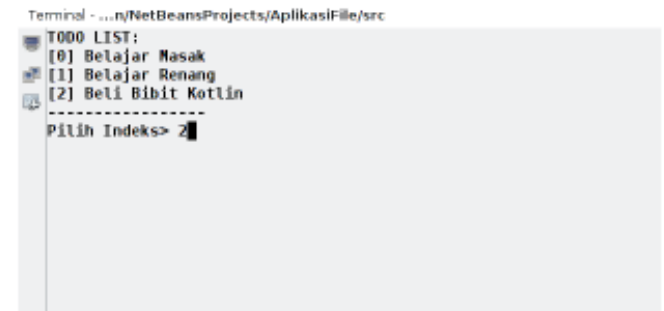 Terminal - ...n/NetBeansProjects/AplikasiFile/src
TODO LIST:
[0] Belajar Masak
[1] Belajar Renang
[2] Beli Bibit Kotlin
-----------------
Pilih Indeks> 2